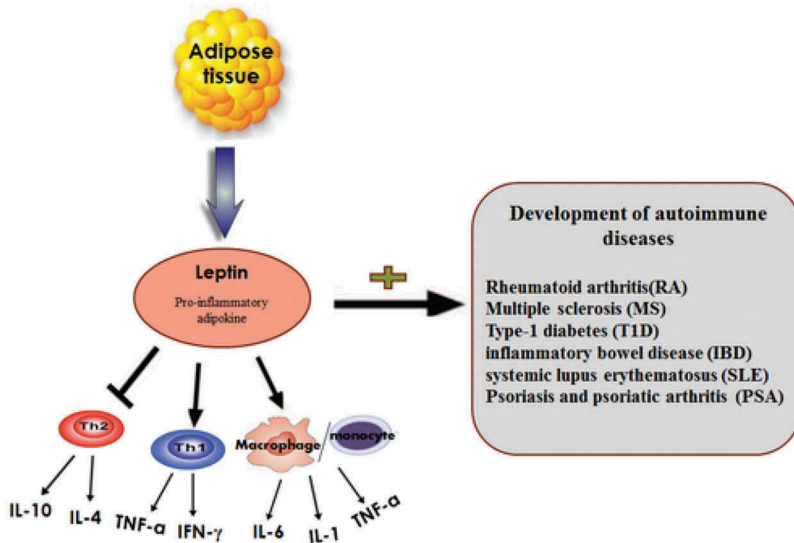 Adipose
tissue
Leptin
Pro-inflammatory
adipokine
Development of autoimmune
diseases
Rheumatoid arthritis(RA)
Multiple sclerosis (MS)
Type-1 diabetes (T1D)
inflammatory bowel disease (IBD)
systemic lupus erythematosus (SLE)
Psoriasis and psoriatic arthritis (PSA)
Th2
Th1
Macrophage
monocyte
IL-10
IL-4
TNF-α
IFN-γ
IL-6
IL-1
TNF-α